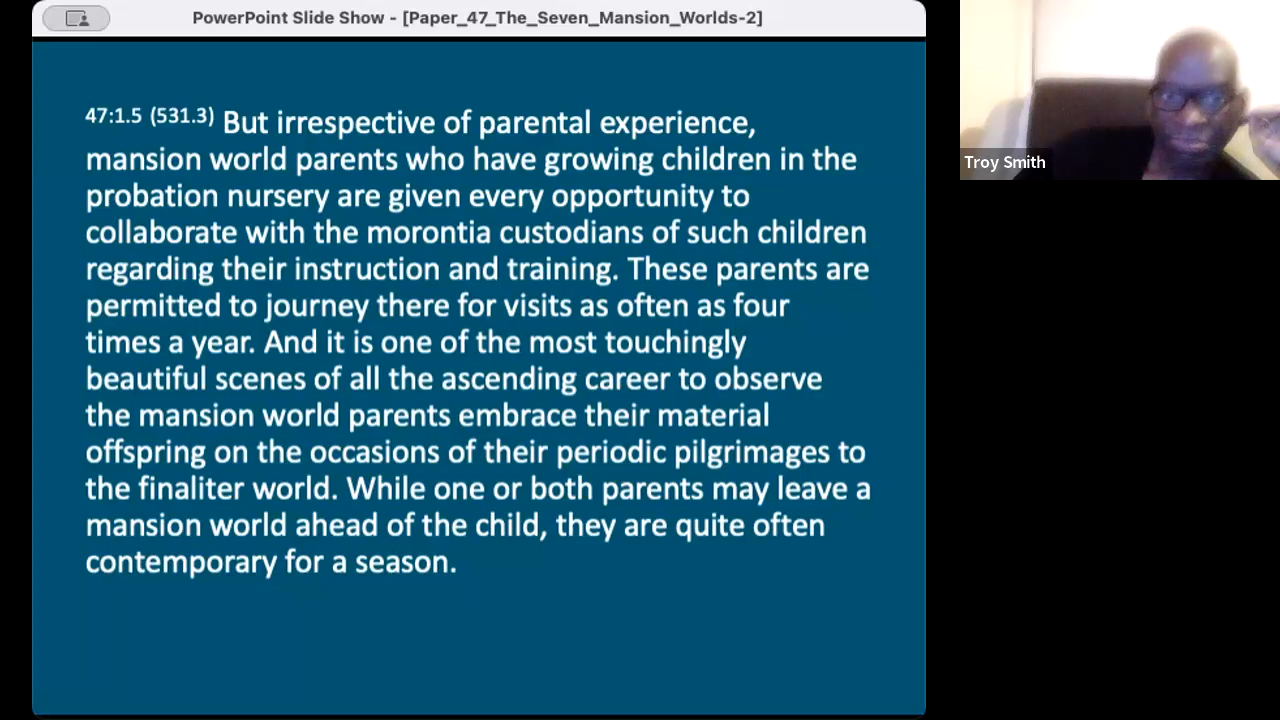 PowerPoint Slide Show - [Paper_47_The_Seven_Mansion_Worlds-2]
47:1.5 (531.3) But irrespective of parental experience,
mansion world parents who have growing children in the
probation nursery are given every opportunity to
collaborate with the morontia custodians of such children
regarding their instruction and training. These parents are
permitted to journey there for visits as often as four
times a year. And it is one of the most touchingly
beautiful scenes of all the ascending career to observe
the mansion world parents embrace their material
offspring on the occasions of their periodic pilgrimages to
the finaliter world. While one or both parents may leave a
mansion world ahead of the child, they are quite often
contemporary for a season.
Troy Smith